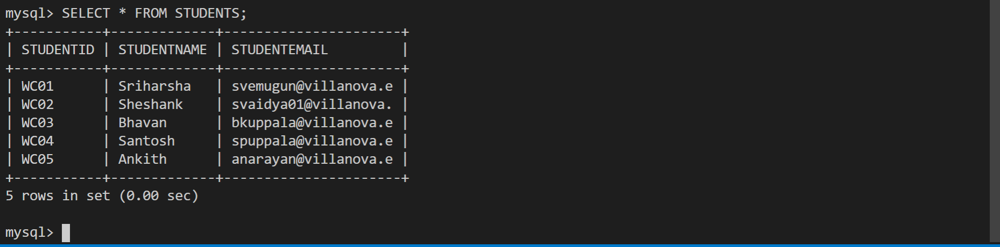 mysql> SELECT * FROM STUDENTS;
+-----------+-------------+----------------------+
| STUDENTID | STUDENTNAME | STUDENTEMAIL         |
+-----------+-------------+----------------------+
| WC01      | Sriharsha   | svemugun@villanova.e |
| WC02      | Sheshank    | svaidya01@villanova. |
| WC03      | Bhavan      | bkuppala@villanova.e |
| WC04      | Santosh     | spuppala@villanova.e |
| WC05      | Ankith      | anarayan@villanova.e |
+-----------+-------------+----------------------+
5 rows in set (0.00 sec)
mysql>